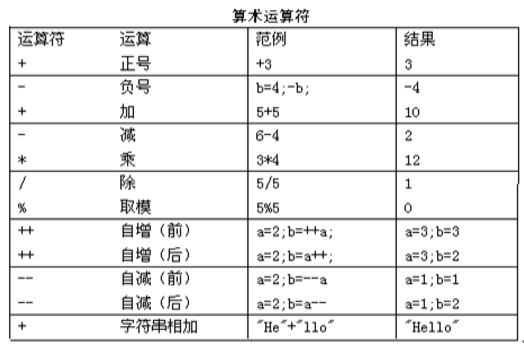 算术运算符
运算符 运算 范例 结果
+ 正号 +3 3
- 负号 b=4;-b; -4
+ 加 5+5 10
- 减 6-4 2
* 乘 3*4 12
/ 除 5/5 1
% 取模 5%5 0
++ 自增（前） a=2;b=++a; a=3;b=3
++ 自增（后） a=2;b=a++; a=3;b=2
-- 自减（前） a=2;b=--a a=1;b=1
-- 自减（后） a=2;b=a-- a=1;b=2
+ 字符串相加 "He"+"llo" "Hello"